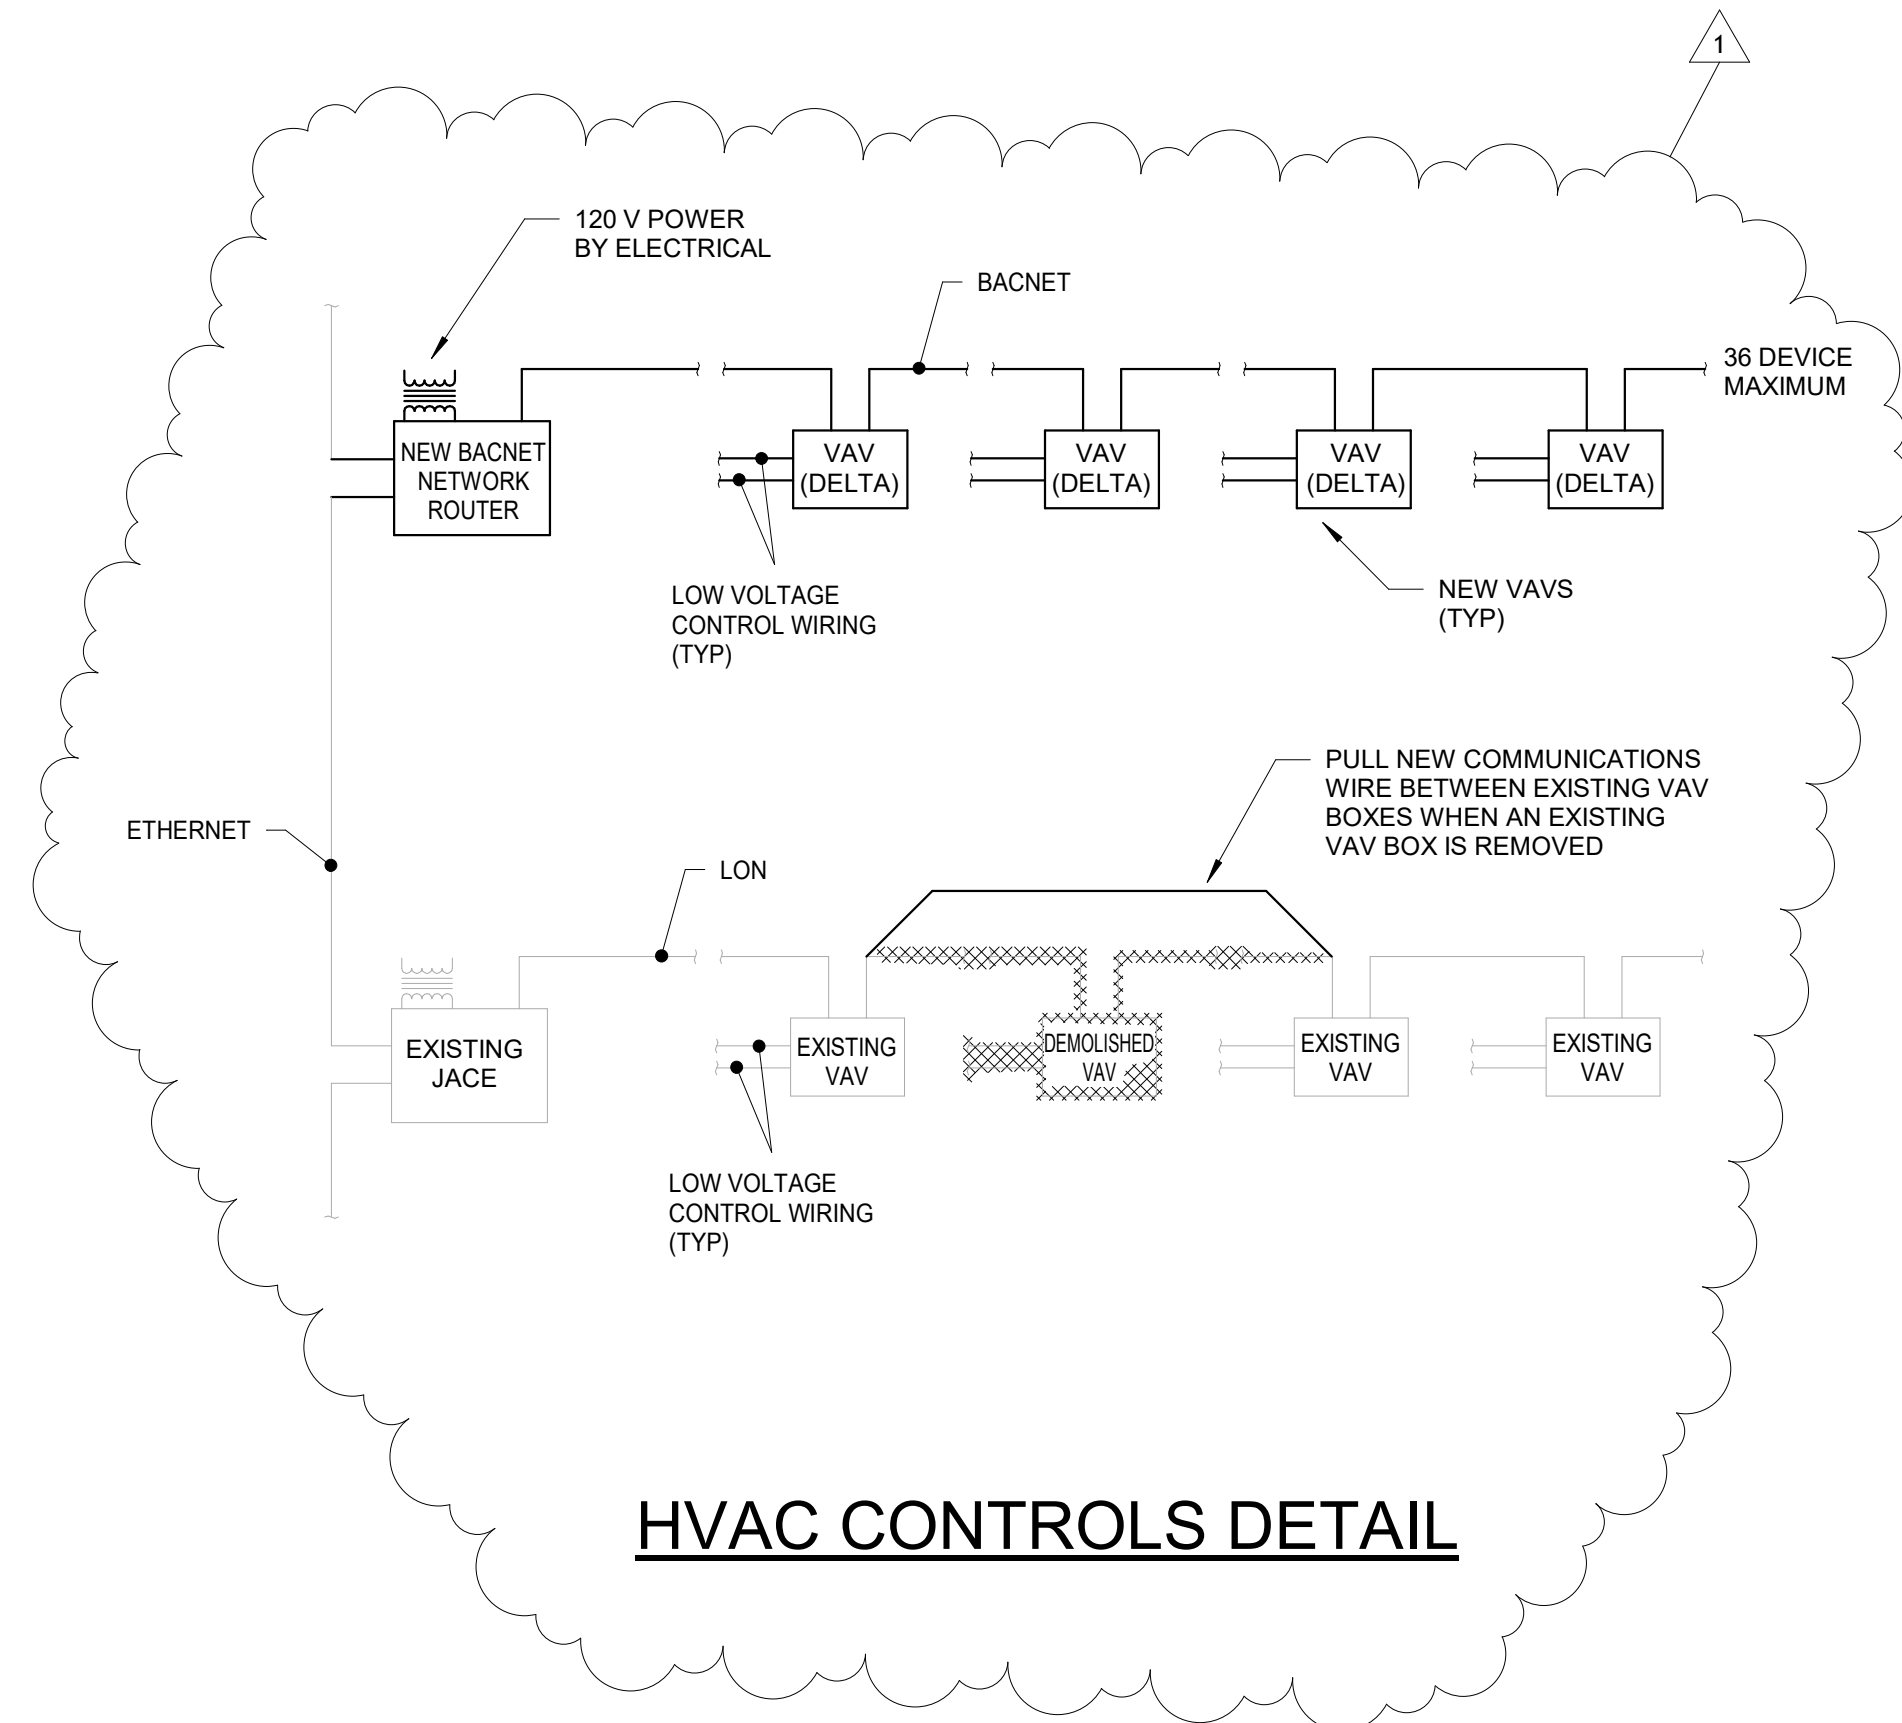 1
120 V POWER
BY ELECTRICAL
BACNET
36 DEVICE
MAXIMUM
NEW BACNET
NETWORK
ROUTER
VAV
(DELTA)
VAV
(DELTA)
VAV
(DELTA)
VAV
(DELTA)
LOW VOLTAGE
CONTROL WIRING
(TYP)
NEW VAVS
(TYP)
PULL NEW COMMUNICATIONS
WIRE BETWEEN EXISTING VAV
BOXES WHEN AN EXISTING
VAV BOX IS REMOVED
ETHERNET
LON
EXISTING
JACE
EXISTING
VAV
DEMOLISHED
VAV
EXISTING
VAV
EXISTING
VAV
LOW VOLTAGE
CONTROL WIRING
(TYP)
HVAC CONTROLS DETAIL